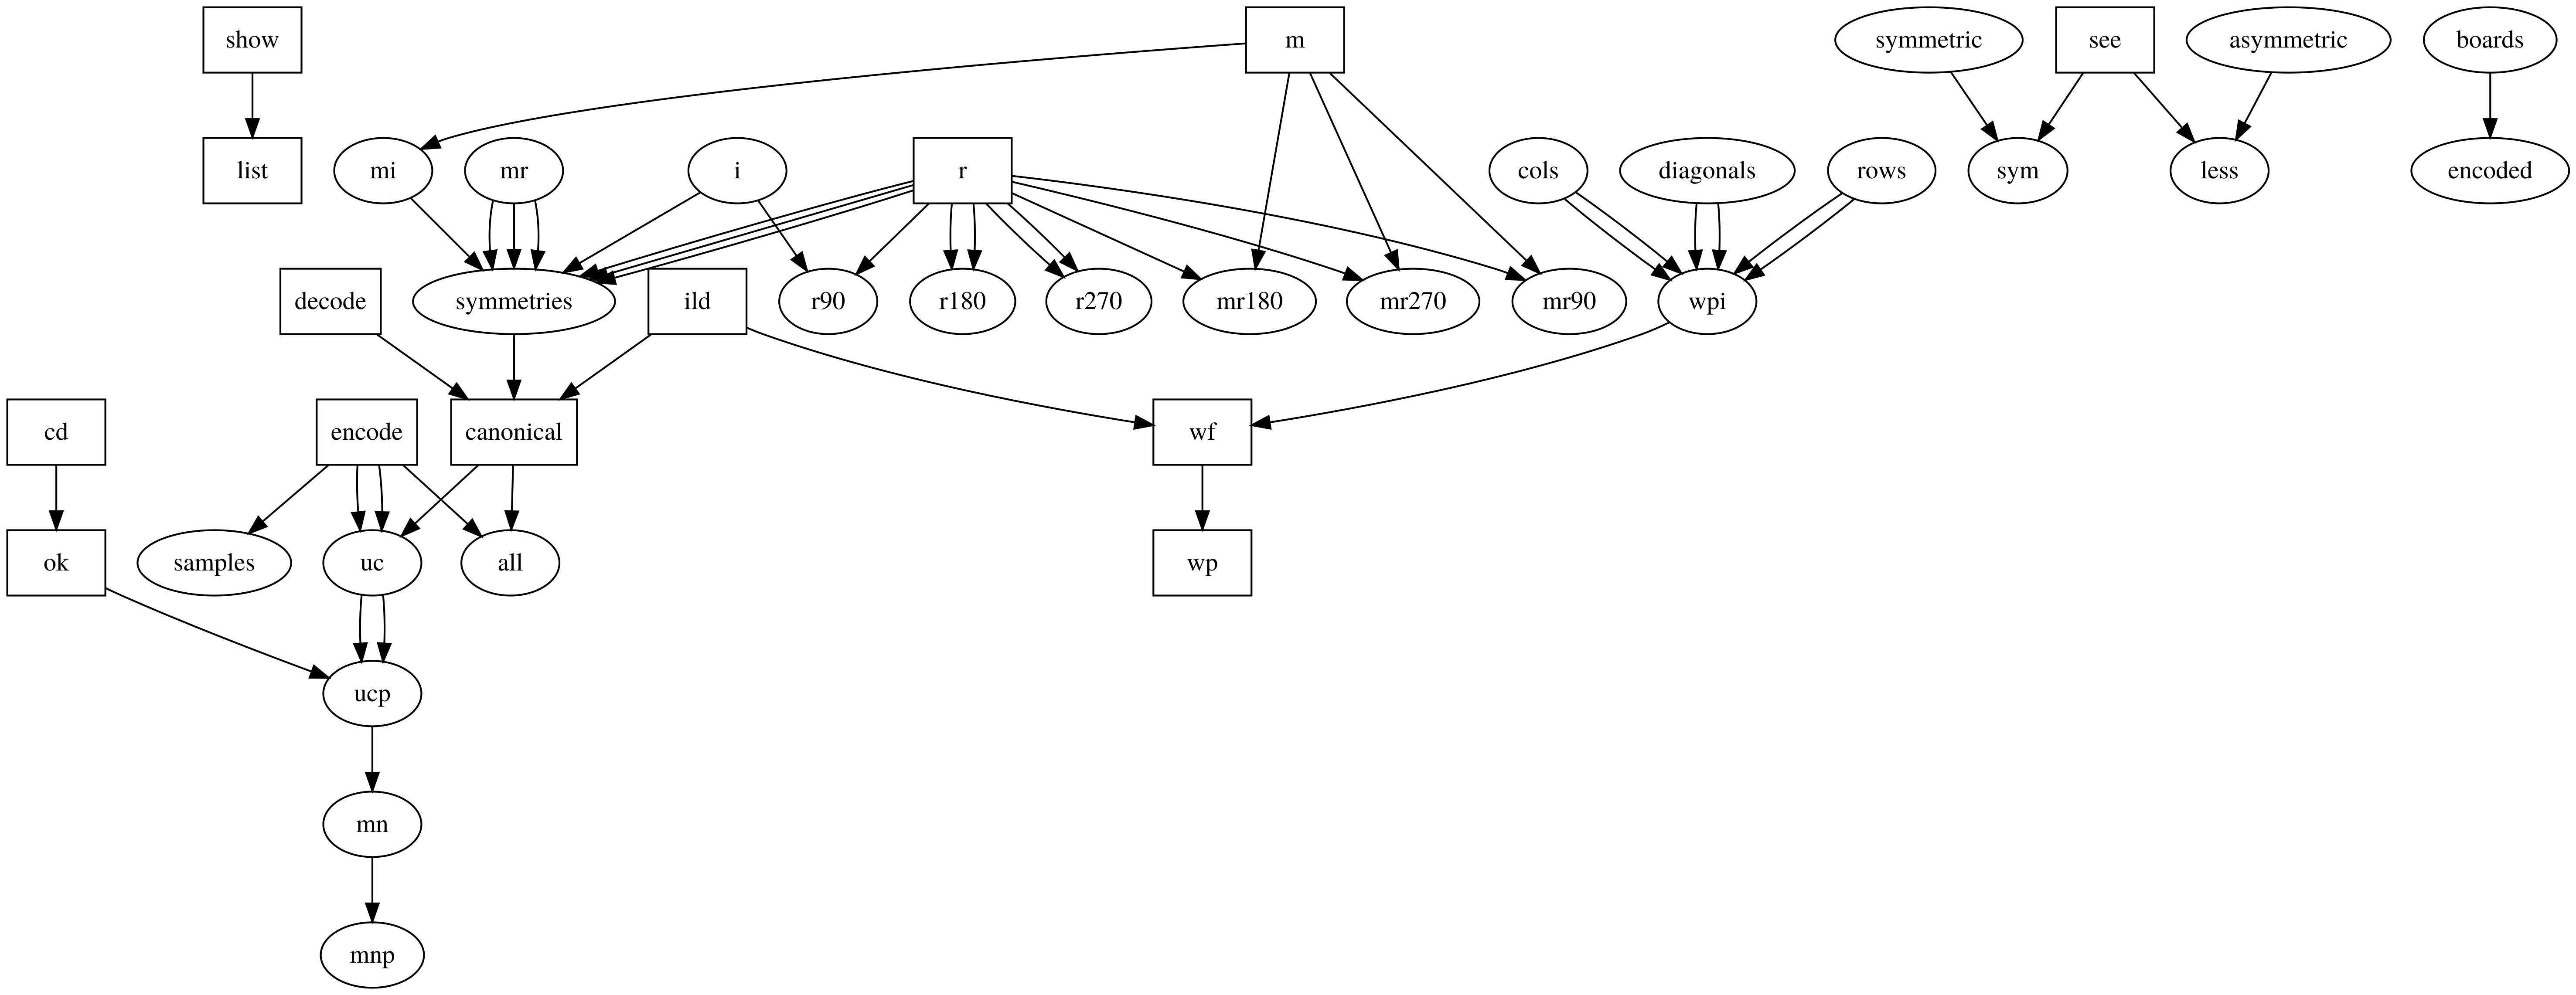 show
m
symmetric
see
asymmetric
boards
list
mi
mr
i
r
cols
diagonals
rows
sym
less
encoded
decode
symmetries
ild
r90
r180
r270
mr180
mr270
mr90
wpi
cd
encode
canonical
wf
ok
samples
uc
all
wp
ucp
mn
mnp